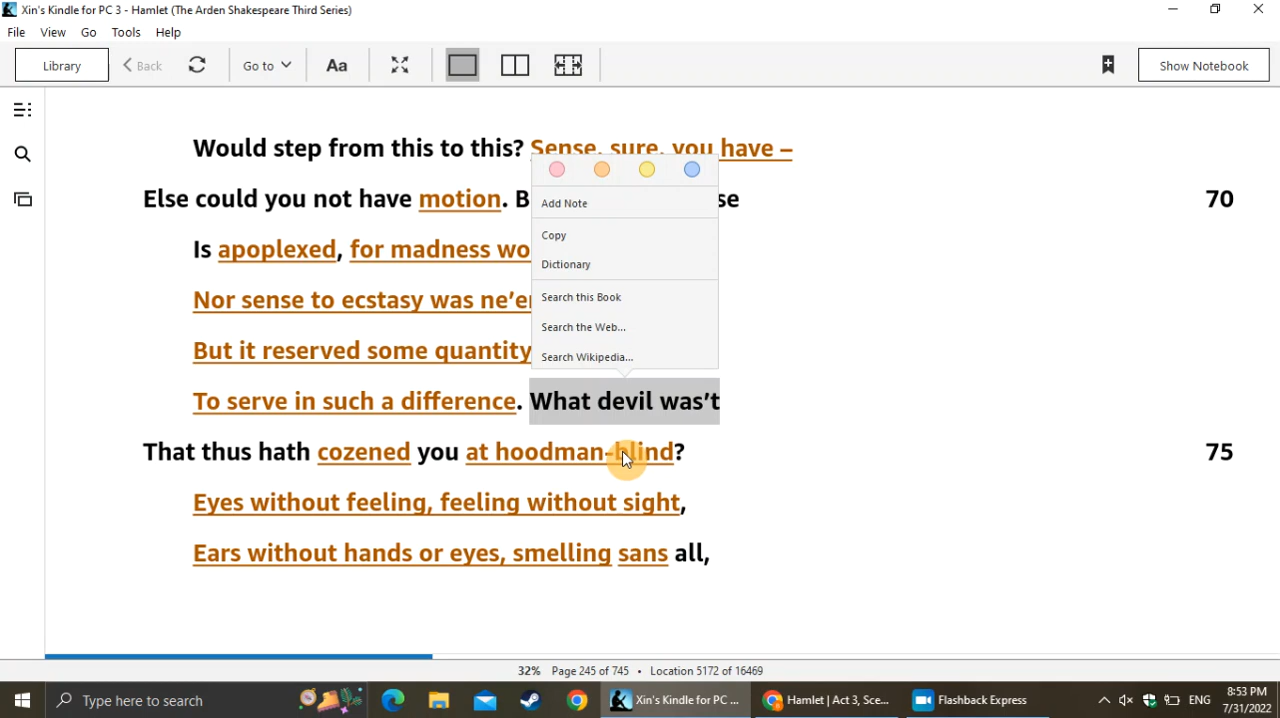 Xin's Kindle for PC 3 - Hamlet (The Arden Shakespeare Third Series)
File View Go Tools Help
Library Back Go to Aa Show Notebook
Would step from this to this? Sense, sure, you have –
Else could you not have motion. B se 70
Is apoplexed, for madness wo
Nor sense to ecstasy was ne'e
But it reserved some quantity
To serve in such a difference. What devil was't
That thus hath cozened you at hoodman-blind? 75
Eyes without feeling, feeling without sight,
Ears without hands or eyes, smelling sans all,
Add Note
Copy
Dictionary
Search this Book
Search the Web...
Search Wikipedia...
32% Page 245 of 745 • Location 5172 of 16469
Type here to search Xin's Kindle for PC ... Hamlet | Act 3, Sce... Flashback Express ENG 8:53 PM
7/31/2022